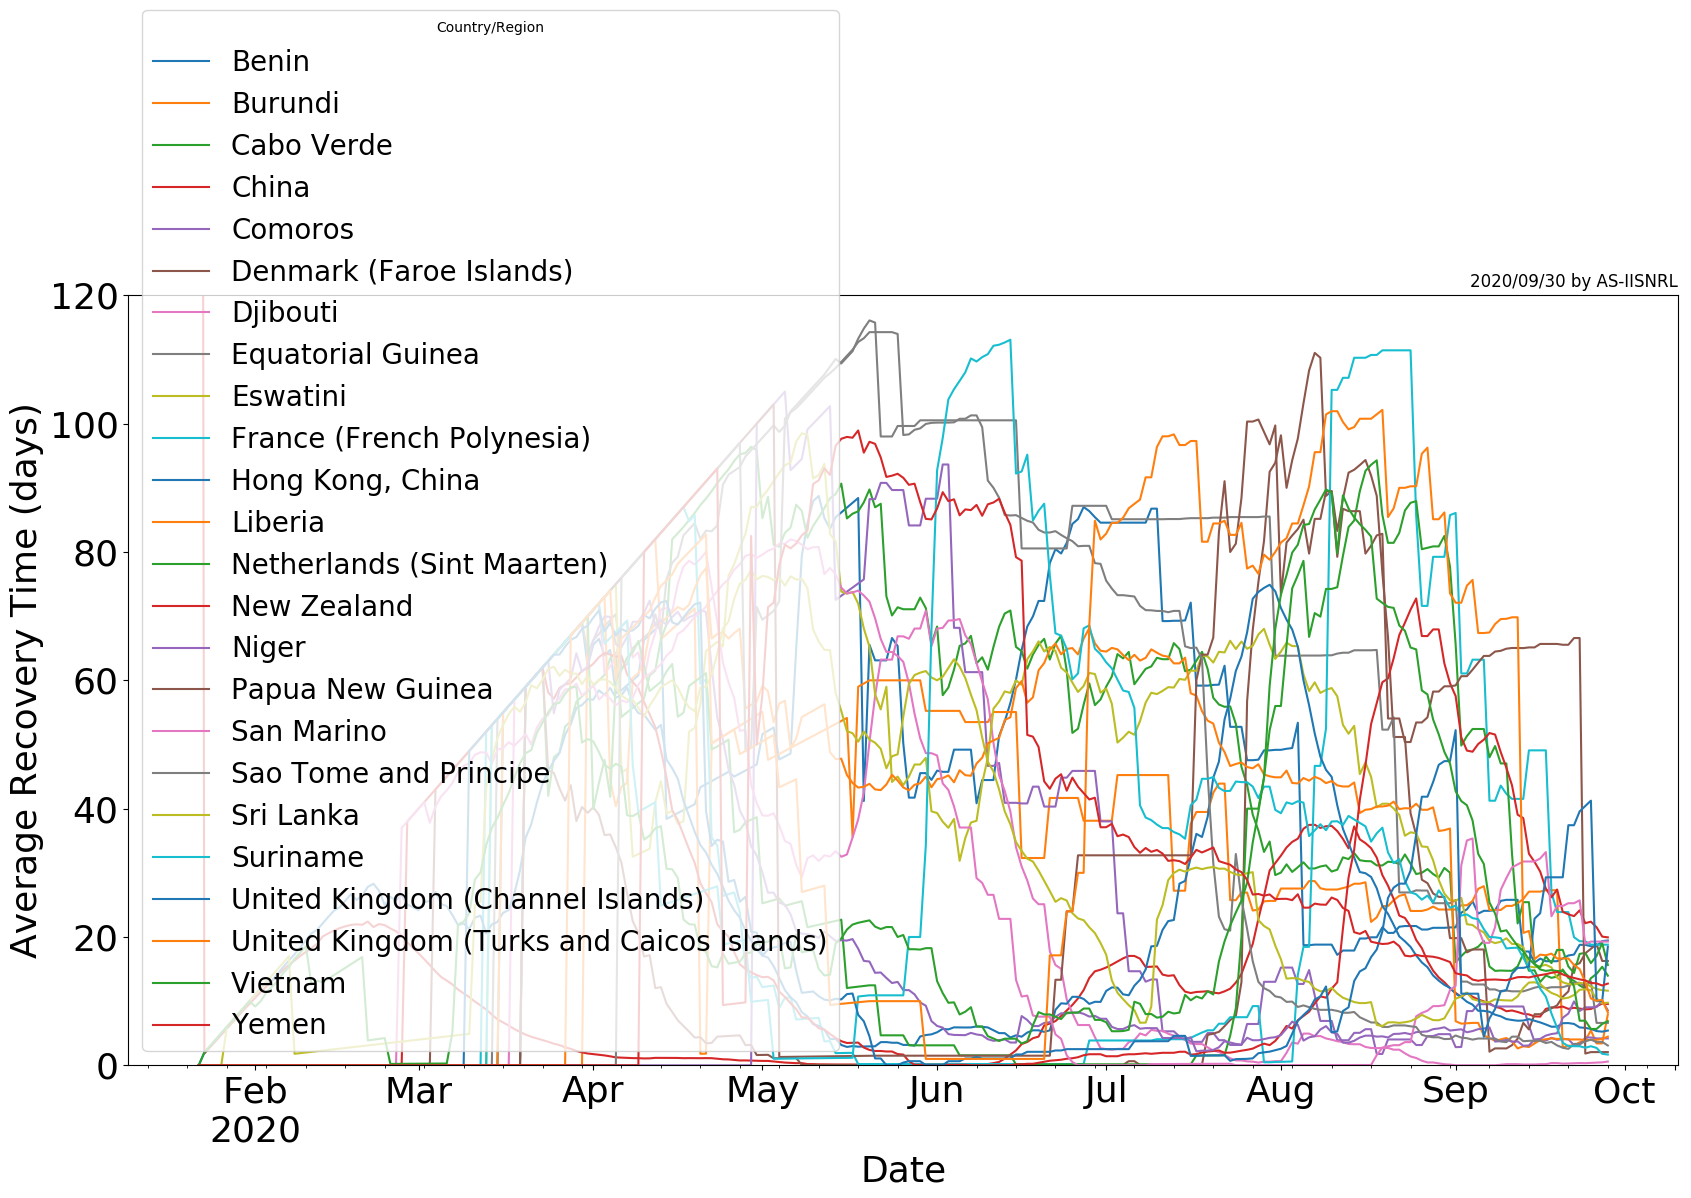 Country/Region
Benin
Burundi
Cabo Verde
China
Comoros
Denmark (Faroe Islands)
Djibouti
Equatorial Guinea
Eswatini
France (French Polynesia)
Hong Kong, China
Liberia
Netherlands (Sint Maarten)
New Zealand
Niger
Papua New Guinea
San Marino
Sao Tome and Principe
Sri Lanka
Suriname
United Kingdom (Channel Islands)
United Kingdom (Turks and Caicos Islands)
Vietnam
Yemen
2020/09/30 by AS-IISNRL
120
100
80
60
40
20
0
Average Recovery Time (days)
Feb Mar Apr May Jun Jul Aug Sep Oct
2020
Date